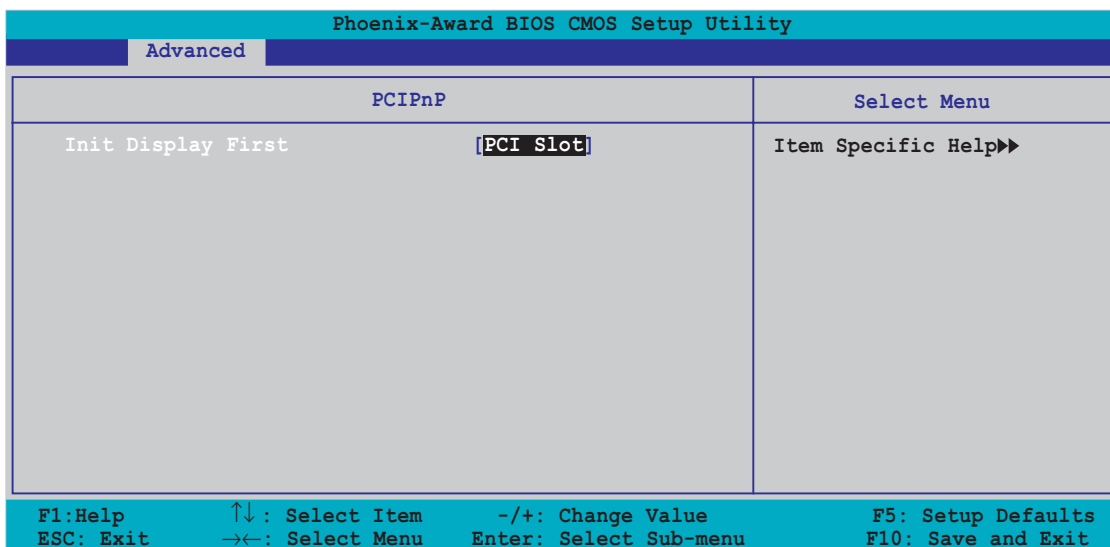 Phoenix-Award BIOS CMOS Setup Utility
Advanced
PCIPnP
Select Menu
Init Display First [PCI Slot]
Item Specific Help▶▶
F1:Help ↑↓: Select Item -/+: Change Value F5: Setup Defaults
ESC: Exit →←: Select Menu Enter: Select Sub-menu F10: Save and Exit